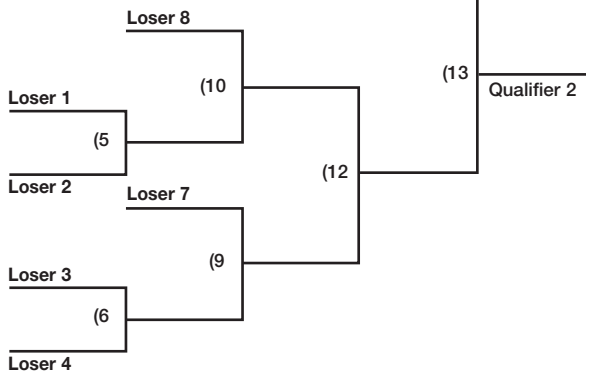 Loser 8
(10
(13
Qualifier 2
Loser 1
(5
Loser 2
(12
Loser 7
(9
Loser 3
(6
Loser 4